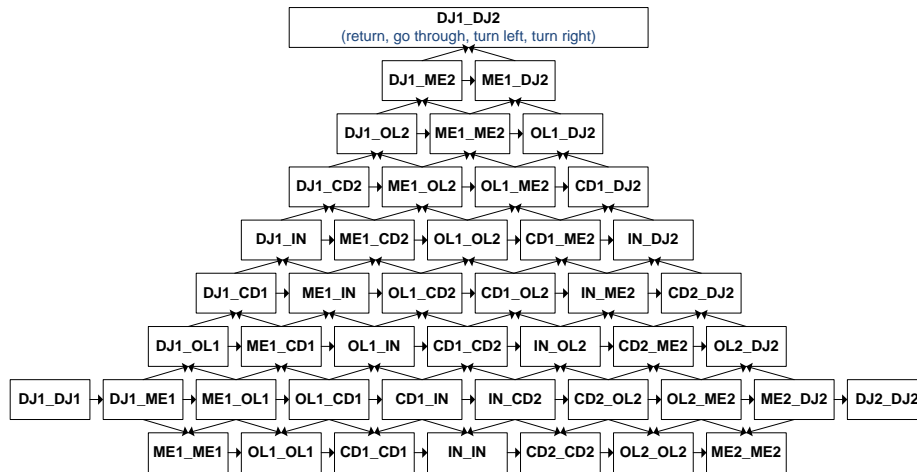 DJ1_DJ2
(return, go through, turn left, turn right)
DJ1_ME2 ME1_DJ2
DJ1_OL2 ME1_ME2 OL1_DJ2
DJ1_CD2 ME1_OL2 OL1_ME2 CD1_DJ2
DJ1_IN ME1_CD2 OL1_OL2 CD1_ME2 IN_DJ2
DJ1_CD1 ME1_IN OL1_CD2 CD1_OL2 IN_ME2 CD2_DJ2
DJ1_OL1 ME1_CD1 OL1_IN CD1_CD2 IN_OL2 CD2_ME2 OL2_DJ2
DJ1_DJ1 DJ1_ME1 ME1_OL1 OL1_CD1 CD1_IN IN_CD2 CD2_OL2 OL2_ME2 ME2_DJ2 DJ2_DJ2
ME1_ME1 OL1_OL1 CD1_CD1 IN_IN CD2_CD2 OL2_OL2 ME2_ME2